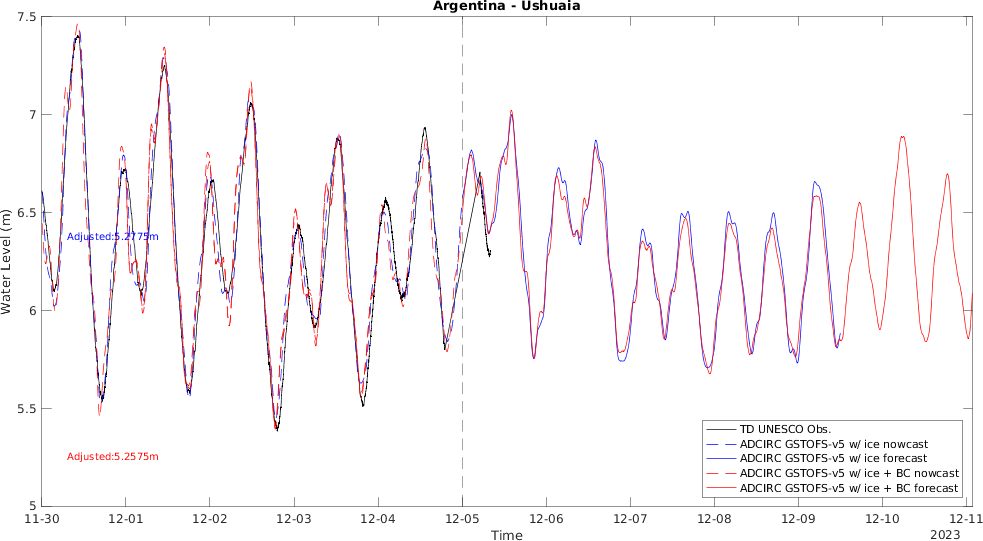 Argentina - Ushuaia
7.5
7
6.5
6
5.5
5
Water Level (m)
Adjusted:5.2775m
Adjusted:5.2575m
TD UNESCO Obs.
ADCIRC GSTOFS-v5 w/ ice nowcast
ADCIRC GSTOFS-v5 w/ ice forecast
ADCIRC GSTOFS-v5 w/ ice + BC nowcast
ADCIRC GSTOFS-v5 w/ ice + BC forecast
11-30 12-01 12-02 12-03 12-04 12-05 12-06 12-07 12-08 12-09 12-10 12-11
Time
2023